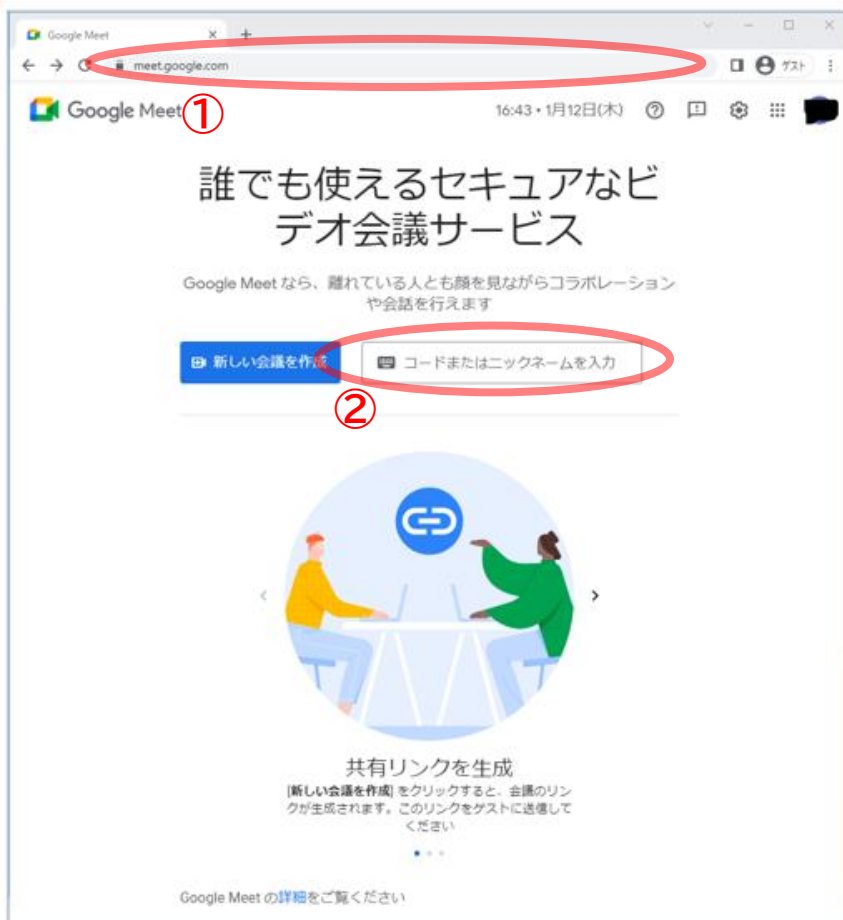 Google Meet
meet.google.com
ゲスト
Google Meet
①
16:43 • 1月12日(木)
誰でも使えるセキュアなビ
デオ会議サービス
Google Meet なら、離れている人とも顔を見ながらコラボレーション
や会話を行えます
新しい会議を作成
コードまたはニックネームを入力
②
共有リンクを生成
[新しい会議を作成] をクリックすると、会議のリン
クが生成されます。このリンクをゲストに送信して
ください
Google Meet の詳細をご覧ください